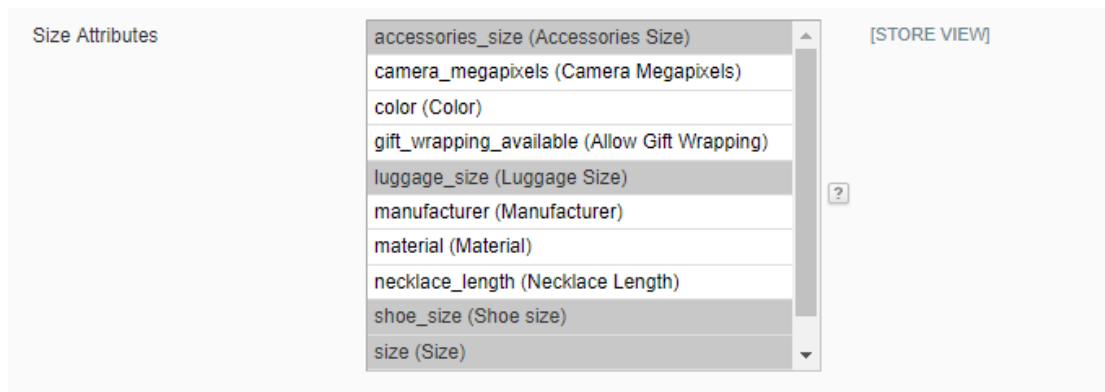 Size Attributes
accessories_size (Accessories Size)
[STORE VIEW]
camera_megapixels (Camera Megapixels)
color (Color)
gift_wrapping_available (Allow Gift Wrapping)
luggage_size (Luggage Size)
?
manufacturer (Manufacturer)
material (Material)
necklace_length (Necklace Length)
shoe_size (Shoe size)
size (Size)